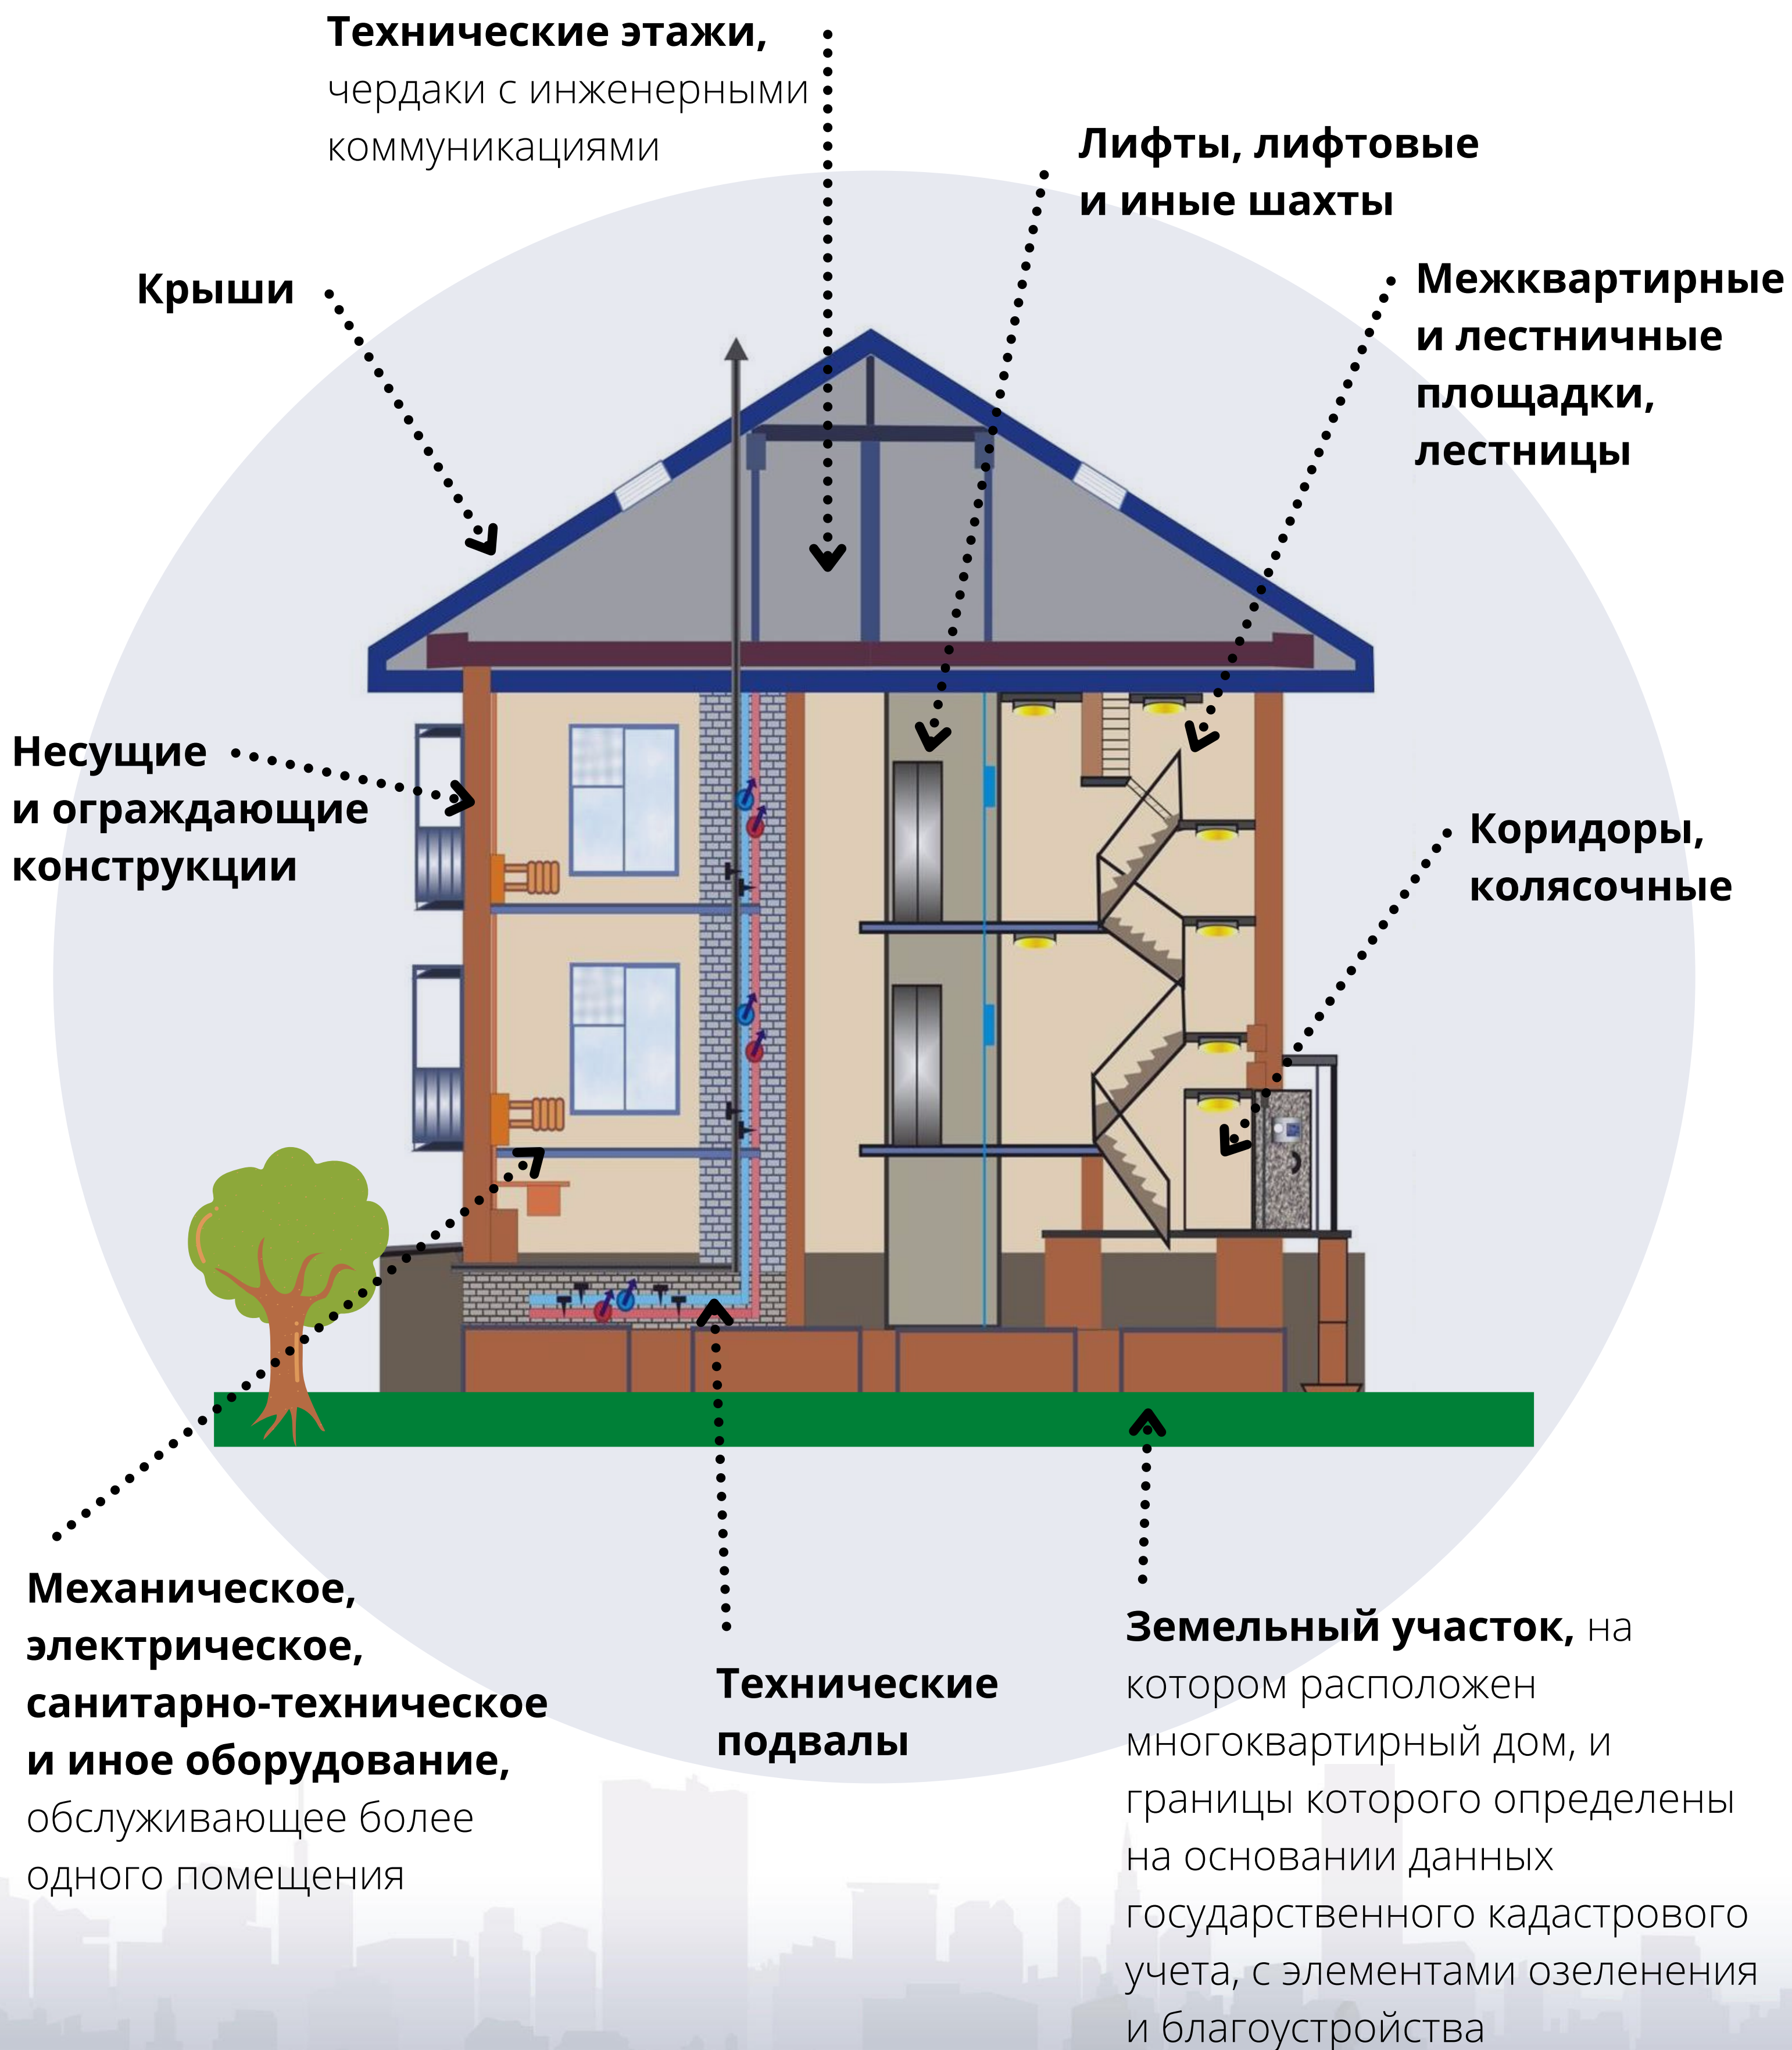 Технические этажи,
чердаки с инженерными
коммуникациями
Лифты, лифтовые
и иные шахты
Крыши
Межквартирные
и лестничные
площадки,
лестницы
Несущие
и ограждающие
конструкции
Коридоры,
колясочные
Механическое,
электрическое,
санитарно-техническое
и иное оборудование,
обслуживающее более
одного помещения
Технические
подвалы
Земельный участок, на
котором расположен
многоквартирный дом, и
границы которого определены
на основании данных
государственного кадастрового
учета, с элементами озеленения
и благоустройства